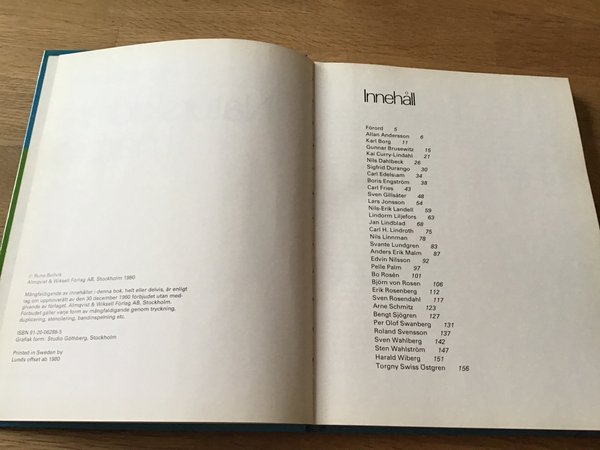 © Rune Bollvik
Almqvist & Wiksell Förlag AB, Stockholm 1980
Mångfaldigande av innehållet i denna bok, helt eller delvis, är enligt
lag om upphovsrätt av den 30 december 1960 förbjudet utan med-
givande av förlaget, Almqvist & Wiksell Förlag AB, Stockholm.
Förbudet gäller varje form av mångfaldigande genom tryckning,
duplicering, stencilering, bandinspelning etc.
ISBN 91-20-06288-5
Grafisk form: Studio Göthberg, Stockholm
Printed in Sweden by
Lunds offset ab 1980
Innehåll
Förord 5
Allan Andersson 6
Karl Borg 11
Gunnar Brusewitz 15
Kai Curry-Lindahl 21
Nils Dahlbeck 26
Sigfrid Durango 30
Carl Edelstam 34
Boris Engström 38
Carl Fries 43
Sven Gillsäter 48
Lars Jonsson 54
Nils-Erik Landell 59
Lindorm Liljefors 63
Jan Lindblad 68
Carl H. Lindroth 75
Nils Linnman 78
Svante Lundgren 83
Anders Erik Malm 87
Edvin Nilsson 92
Pelle Palm 97
Bo Rosén 101
Björn von Rosen 106
Erik Rosenberg 112
Sven Rosendahl 117
Arne Schmitz 123
Bengt Sjögren 127
Per Olof Swanberg 131
Roland Svensson 137
Sven Wahlberg 142
Sten Wahlström 147
Harald Wiberg 151
Torgny Swiss Östgren 156